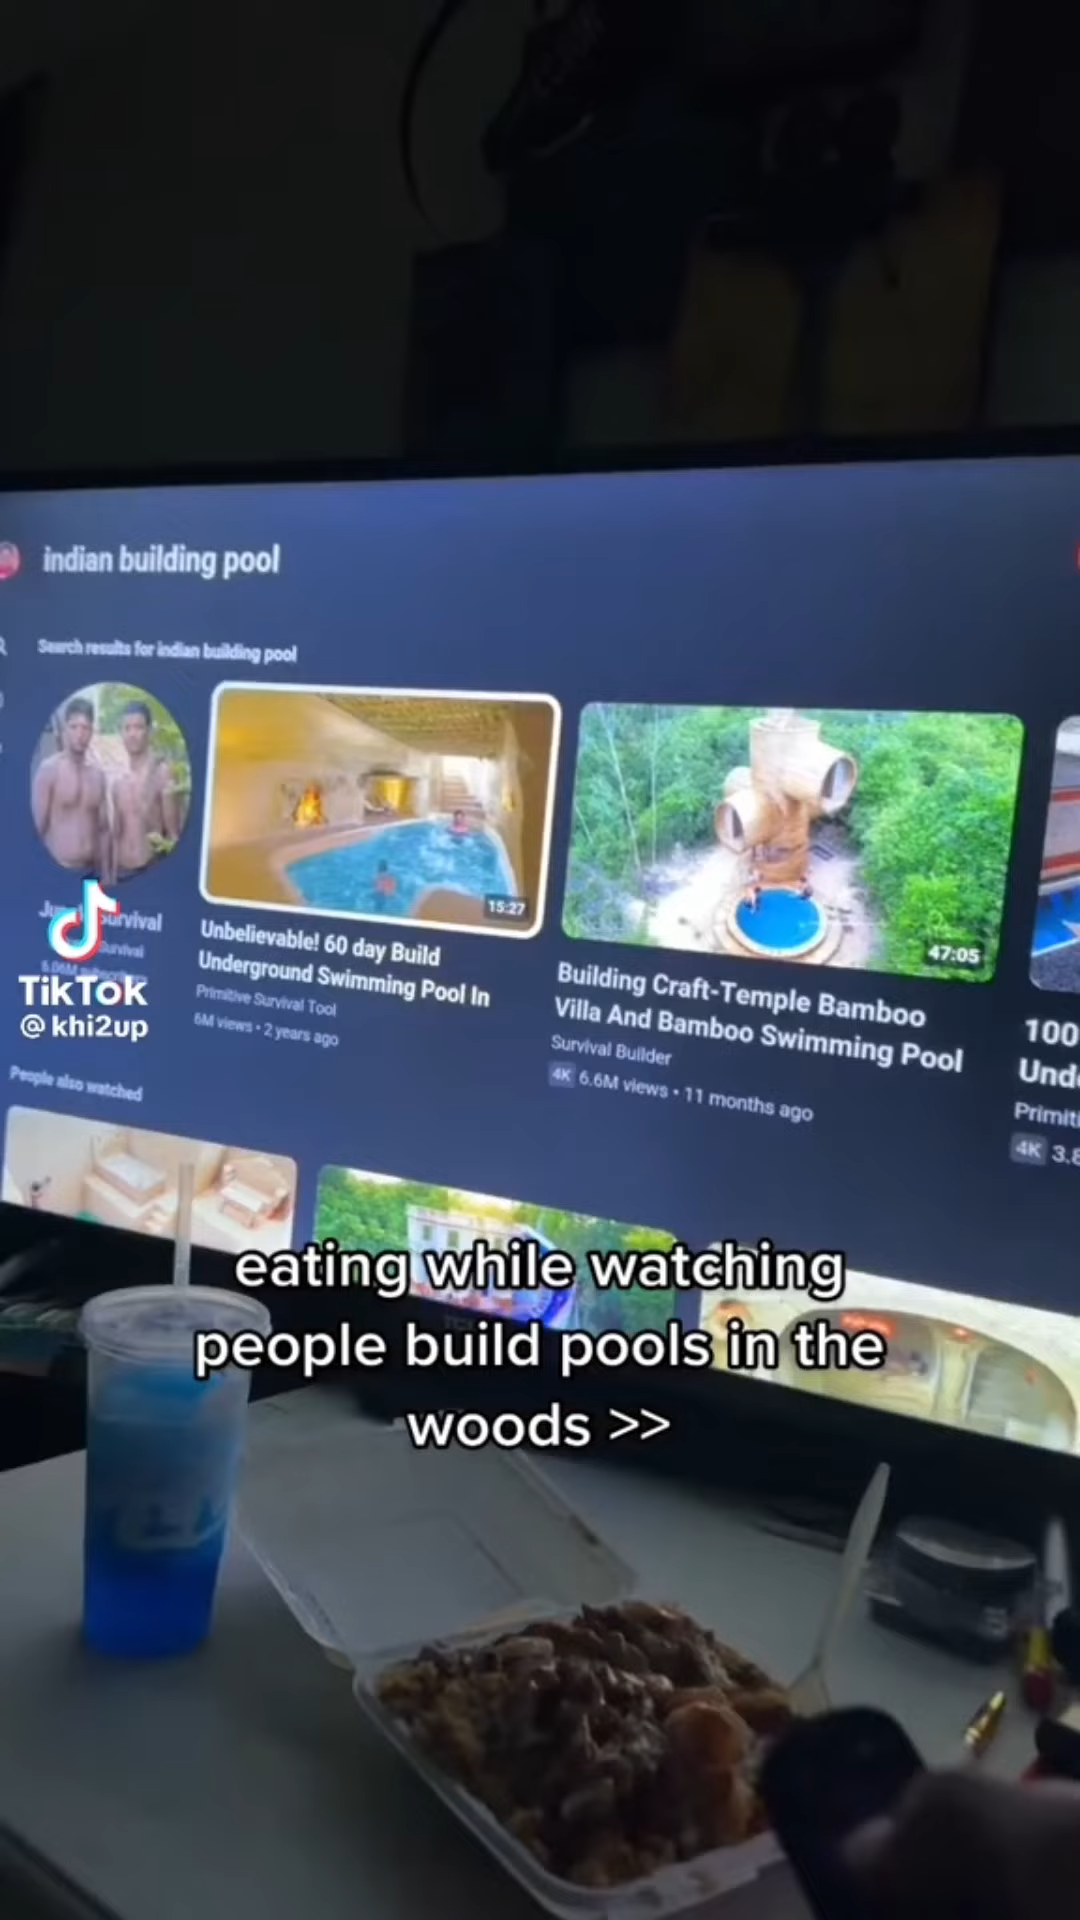 indian building pool
Search results for indian building pool
15:27
47:05
Survival
Survival
Unbelievable! 60 day Build
Underground Swimming Pool In
Primitive Survival Tool
6M views • 2 years ago
Building Craft-Temple Bamboo
Villa And Bamboo Swimming Pool
Survival Builder
4K 6.6M views • 11 months ago
100
Und
Primiti
4K 3.8
TikTok
@ khi2up
People also watched
eating while watching
people build pools in the
woods >>